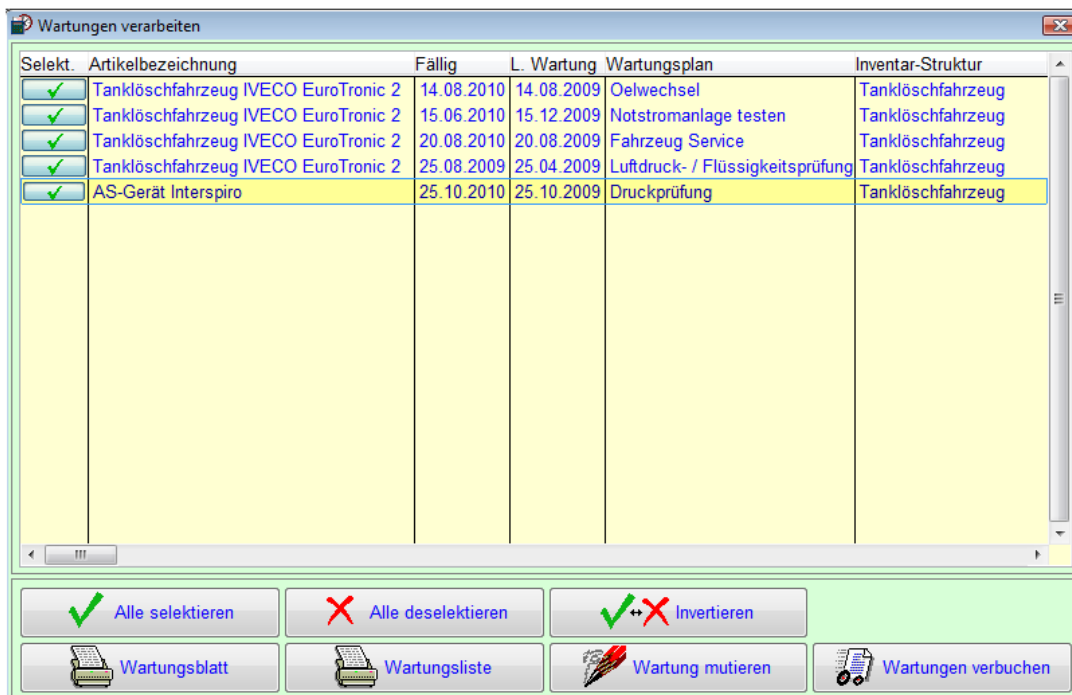 Wartungen verarbeiten
Selekt. Artikelbezeichnung Fällig L. Wartung Wartungsplan Inventar-Struktur
Tanklöschfahrzeug IVECO EuroTronic 2 14.08.2010 14.08.2009 Oelwechsel Tanklöschfahrzeug
Tanklöschfahrzeug IVECO EuroTronic 2 15.06.2010 15.12.2009 Notstromanlage testen Tanklöschfahrzeug
Tanklöschfahrzeug IVECO EuroTronic 2 20.08.2010 20.08.2009 Fahrzeug Service Tanklöschfahrzeug
Tanklöschfahrzeug IVECO EuroTronic 2 25.08.2009 25.04.2009 Luftdruck- / Flüssigkeitsprüfung Tanklöschfahrzeug
AS-Gerät Interspiro 25.10.2010 25.10.2009 Druckprüfung Tanklöschfahrzeug
Alle selektieren Alle deselektieren Invertieren
Wartungsblatt Wartungsliste Wartung mutieren Wartungen verbuchen